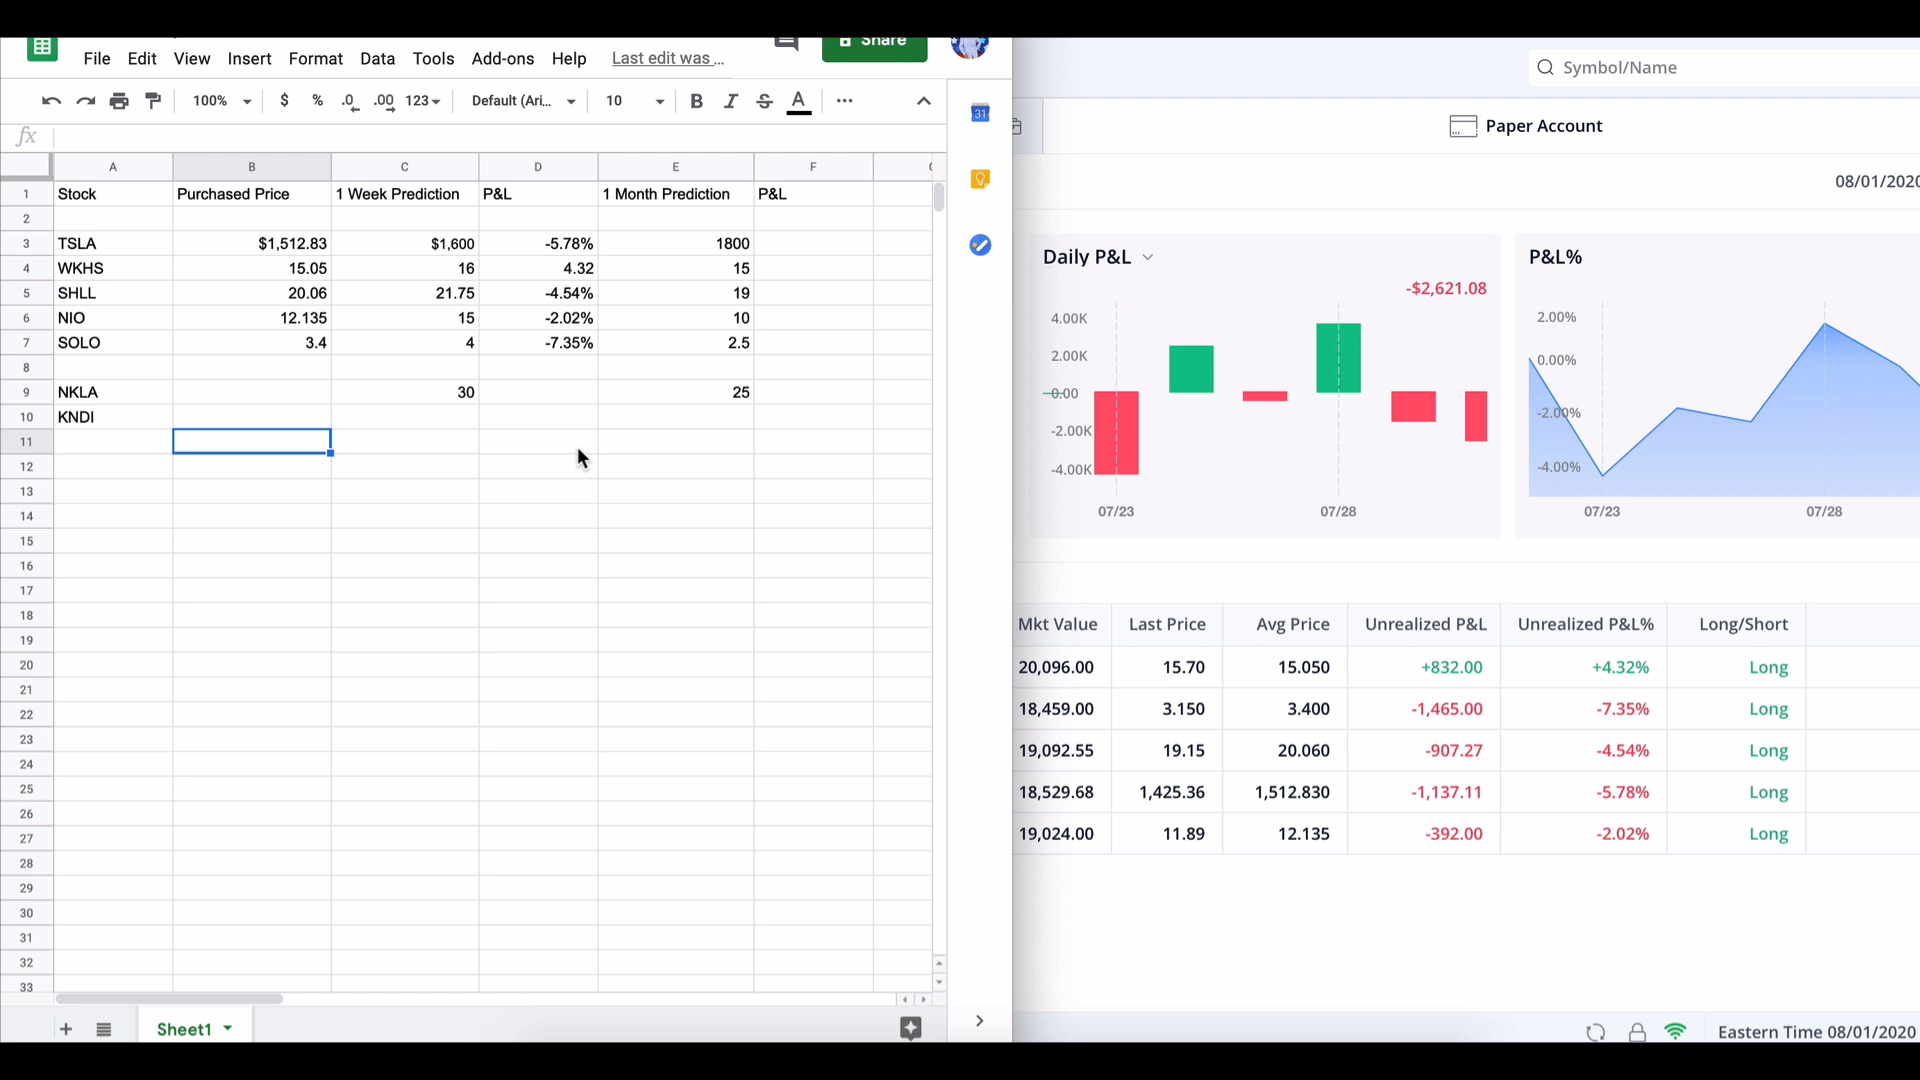 Share
File Edit View Insert Format Data Tools Add-ons Help Last edit was ...
100% $ % .0 .00 123 Default (Ari... 10 B I S A
fx
A B C D E F
1 Stock Purchased Price 1 Week Prediction P&L 1 Month Prediction P&L
2
3 TSLA $1,512.83 $1,600 -5.78% 1800
4 WKHS 15.05 16 4.32 15
5 SHLL 20.06 21.75 -4.54% 19
6 NIO 12.135 15 -2.02% 10
7 SOLO 3.4 4 -7.35% 2.5
8
9 NKLA 30 25
10 KNDI
11
12
13
14
15
16
17
18
19
20
21
22
23
24
25
26
27
28
29
30
31
32
33
Sheet1
31
Symbol/Name
Paper Account
08/01/2020
Daily P&L
-$2,621.08
4.00K
2.00K
0.00
-2.00K
-4.00K
07/23 07/28
P&L%
2.00%
0.00%
-2.00%
-4.00%
07/23 07/28
Mkt Value Last Price Avg Price Unrealized P&L Unrealized P&L% Long/Short
20,096.00 15.70 15.050 +832.00 +4.32% Long
18,459.00 3.150 3.400 -1,465.00 -7.35% Long
19,092.55 19.15 20.060 -907.27 -4.54% Long
18,529.68 1,425.36 1,512.830 -1,137.11 -5.78% Long
19,024.00 11.89 12.135 -392.00 -2.02% Long
Eastern Time 08/01/2020